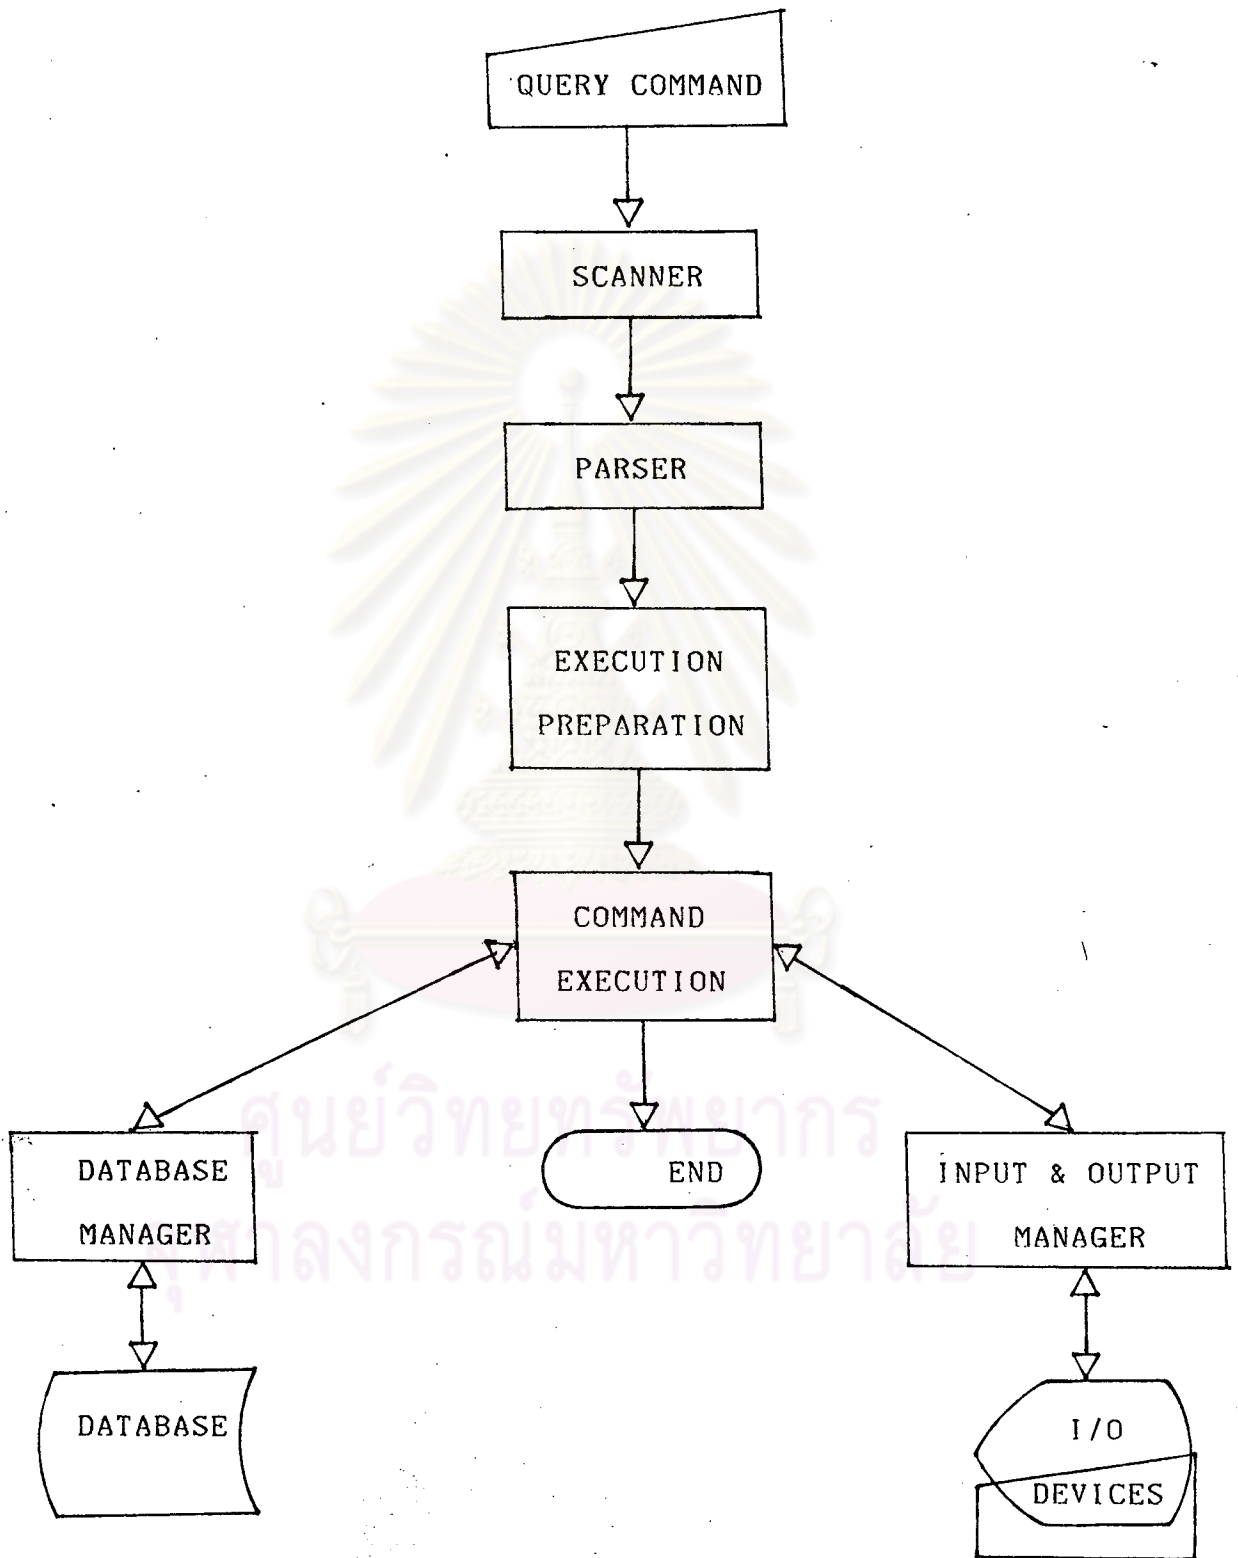 QUERY COMMAND
SCANNER
PARSER
EXECUTION
PREPARATION
COMMAND
EXECUTION
DATABASE
MANAGER
END
INPUT & OUTPUT
MANAGER
DATABASE
I/O
DEVICES
ศูนย์วิทยทรัพยากร
จุฬาลงกรณ์มหาวิทยาลัย